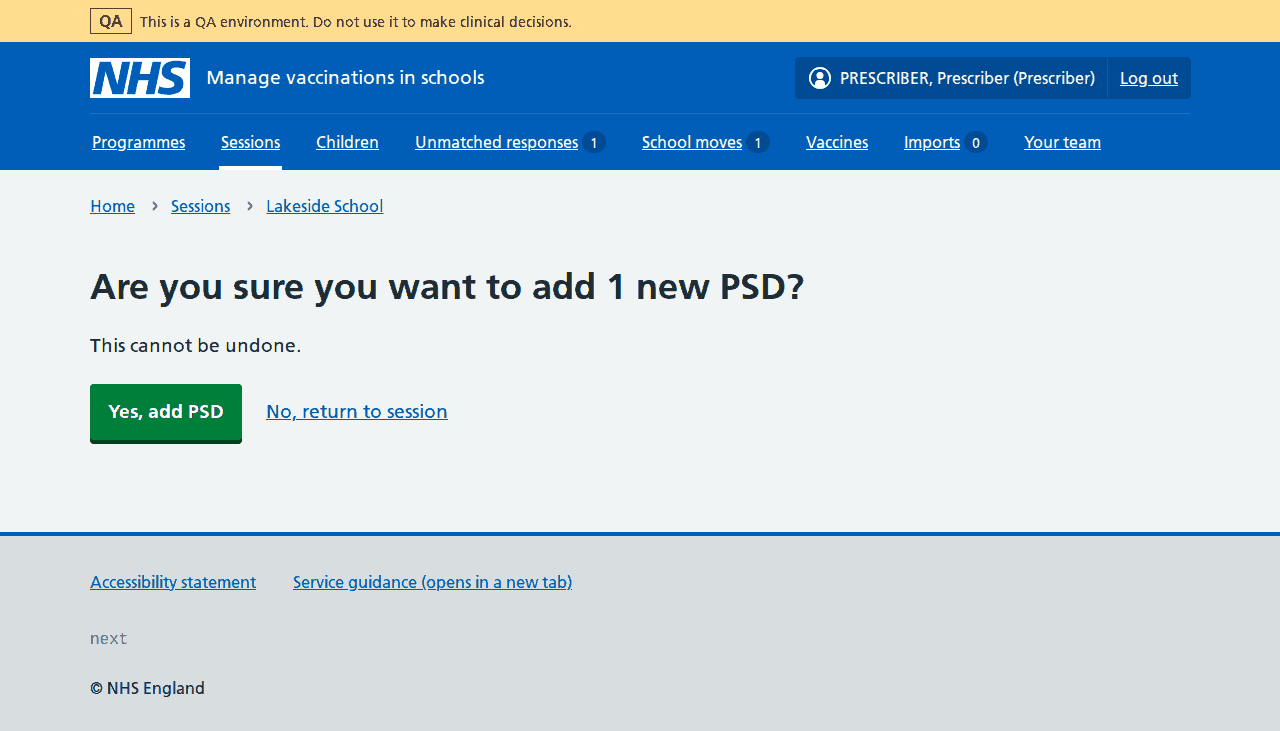 QA This is a QA environment. Do not use it to make clinical decisions.
NHS Manage vaccinations in schools PRESCRIBER, Prescriber (Prescriber) Log out
Programmes Sessions Children Unmatched responses 1 School moves 1 Vaccines Imports 0 Your team
Home Sessions Lakeside School
Are you sure you want to add 1 new PSD?
This cannot be undone.
Yes, add PSD No, return to session
Accessibility statement Service guidance (opens in a new tab)
next
© NHS England